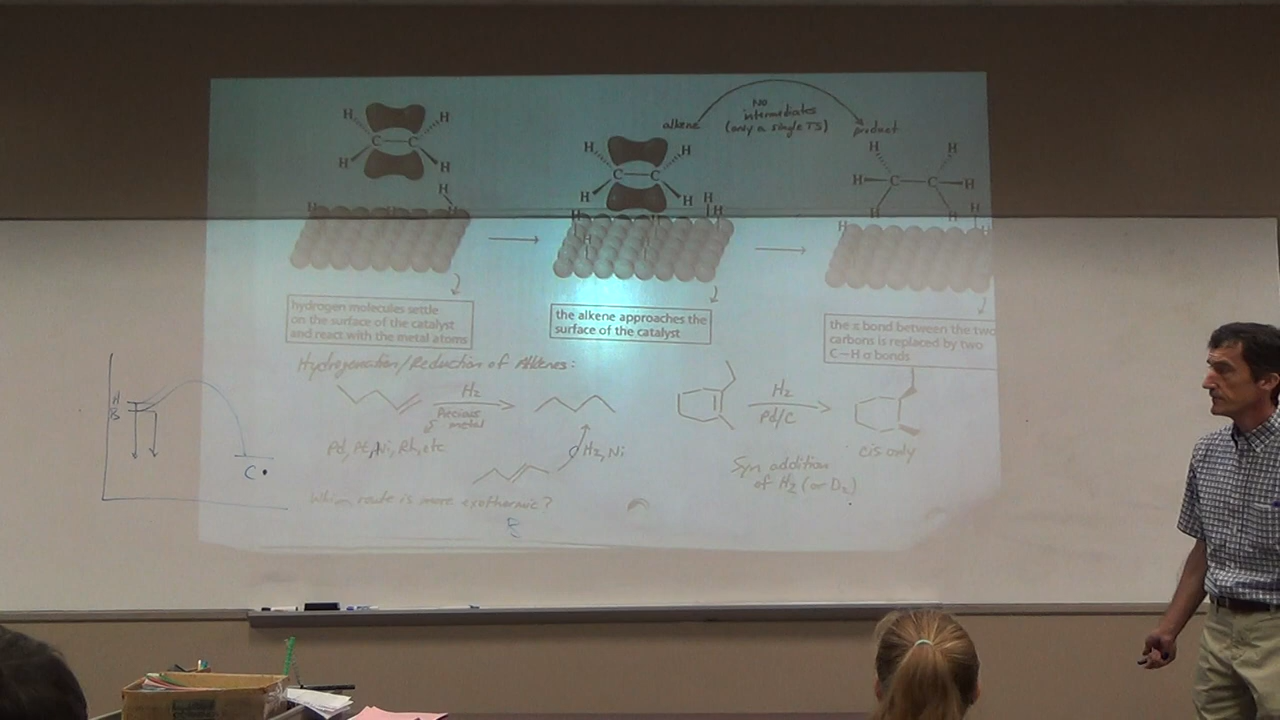 alkene
No
intermediates
(only a single TS)
product
H H
C C
H H
H
H H
H H
C C
H H
H
H H
H
H
H H
H C C H
H H
H
H H
hydrogen molecules settle
on the surface of the catalyst
and react with the metal atoms
the alkene approaches the
surface of the catalyst
the π bond between the two
carbons is replaced by two
C—H σ bonds
Hydrogenation/Reduction of Alkenes:
H₂
Precious
metal
Pd, Pt, Ni, Rh, etc
H₂, Ni
Which route is more exothermic?
E
H₂
Pd/C
cis only
Syn addition
of H₂ (or D₂)
A
B
C